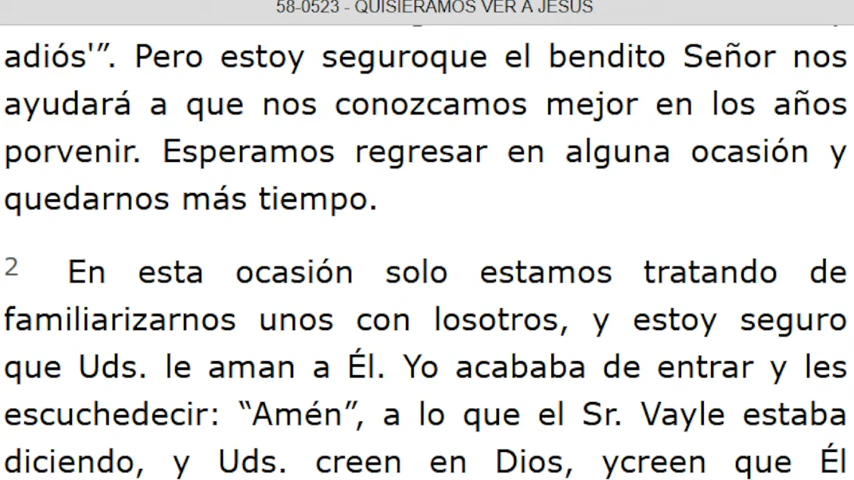 58-0523 - QUISIERAMOS VER A JESUS
adiós'”. Pero estoy seguroque el bendito Señor nos
ayudará a que nos conozcamos mejor en los años
porvenir. Esperamos regresar en alguna ocasión y
quedarnos más tiempo.
2 En esta ocasión solo estamos tratando de
familiarizarnos unos con losotros, y estoy seguro
que Uds. le aman a Él. Yo acababa de entrar y les
escuchedecir: “Amén”, a lo que el Sr. Vayle estaba
diciendo, y Uds. creen en Dios, ycreen que Él